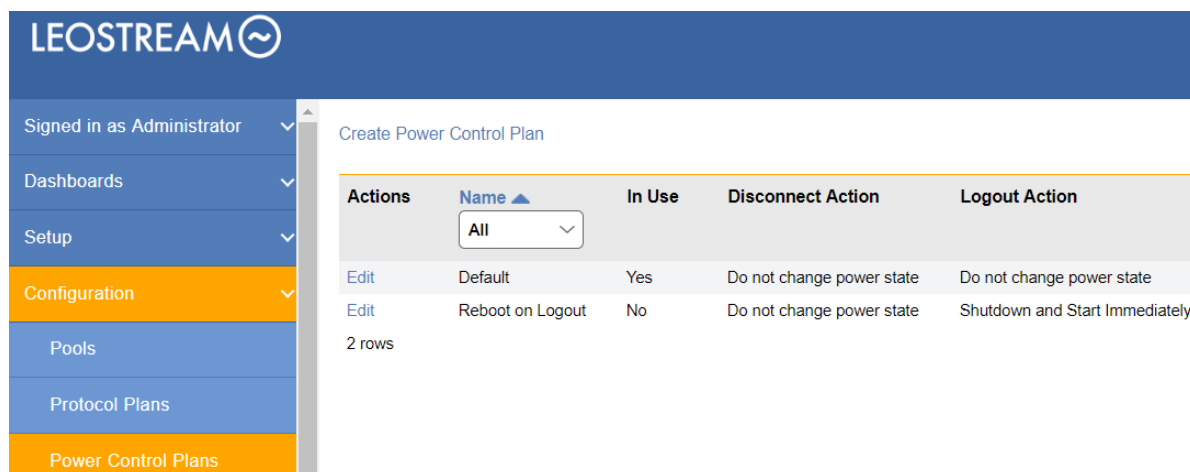 LEOSTREAM
Signed in as Administrator
Dashboards
Setup
Configuration
Pools
Protocol Plans
Power Control Plans
Create Power Control Plan
Actions Name In Use Disconnect Action Logout Action
All
Edit Default Yes Do not change power state Do not change power state
Edit Reboot on Logout No Do not change power state Shutdown and Start Immediately
2 rows